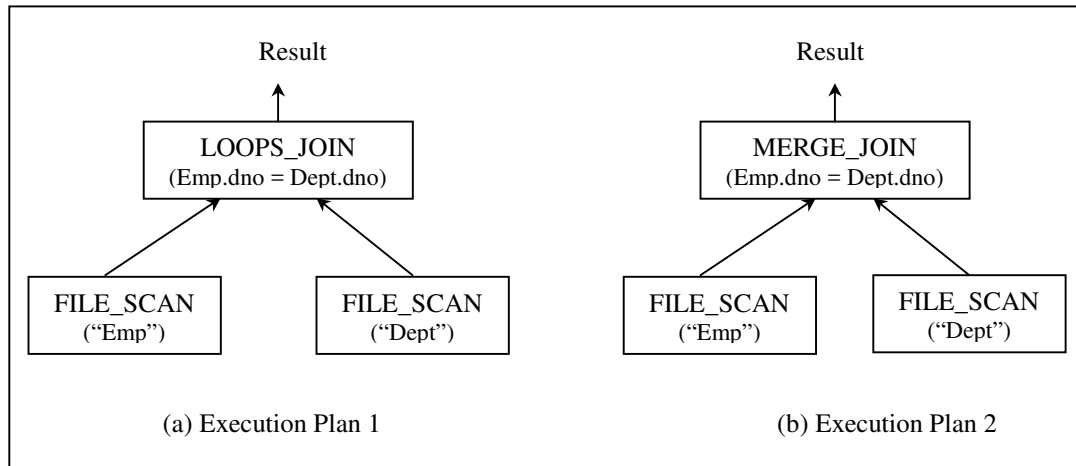 Result
LOOPS_JOIN
(Emp.dno = Dept.dno)
FILE_SCAN
(“Emp”)
FILE_SCAN
(“Dept”)
(a) Execution Plan 1
Result
MERGE_JOIN
(Emp.dno = Dept.dno)
FILE_SCAN
(“Emp”)
FILE_SCAN
(“Dept”)
(b) Execution Plan 2